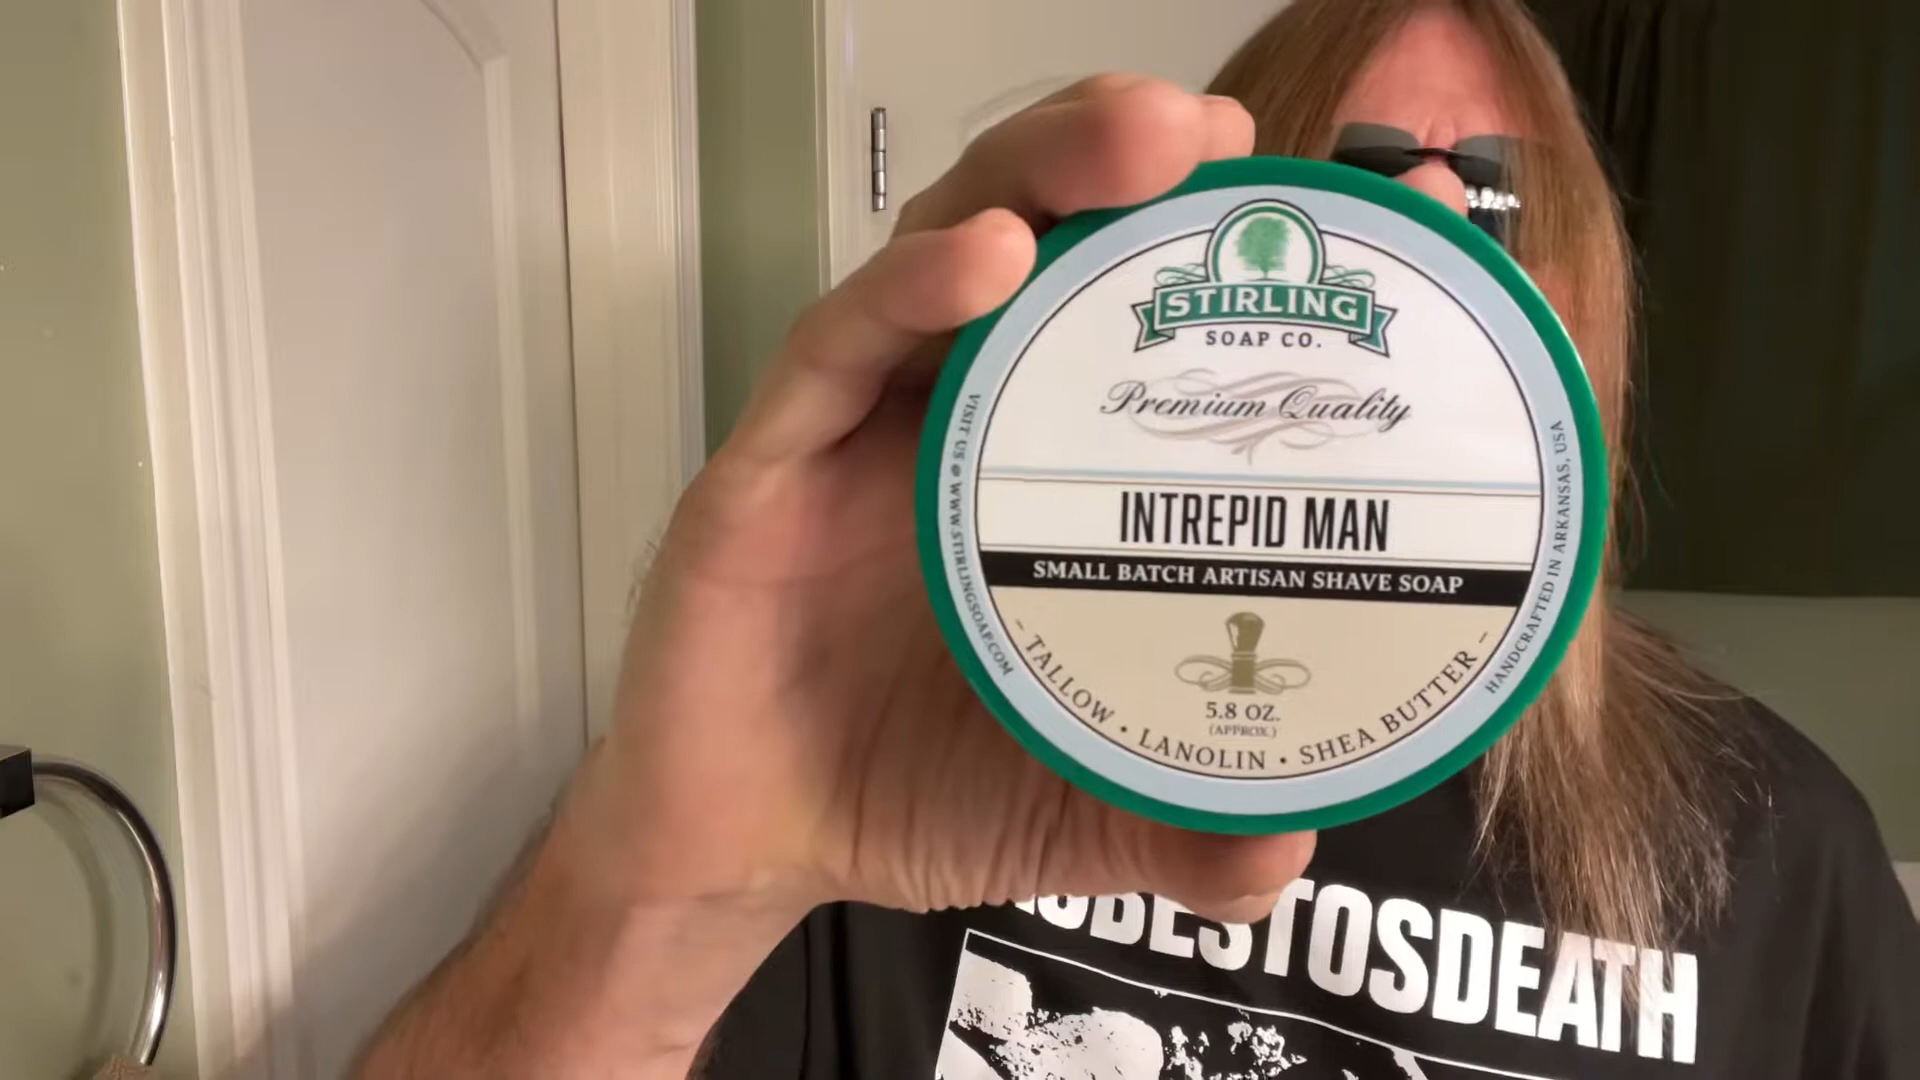 STIRLING
SOAP CO.
Premium Quality
INTREPID MAN
SMALL BATCH ARTISAN SHAVE SOAP
5.8 OZ.
(APPROX.)
- TALLOW • LANOLIN • SHEA BUTTER -
VISIT US @ WWW.STIRLINGSOAP.COM
HANDCRAFTED IN ARKANSAS, USA
SBESTOSDEATH